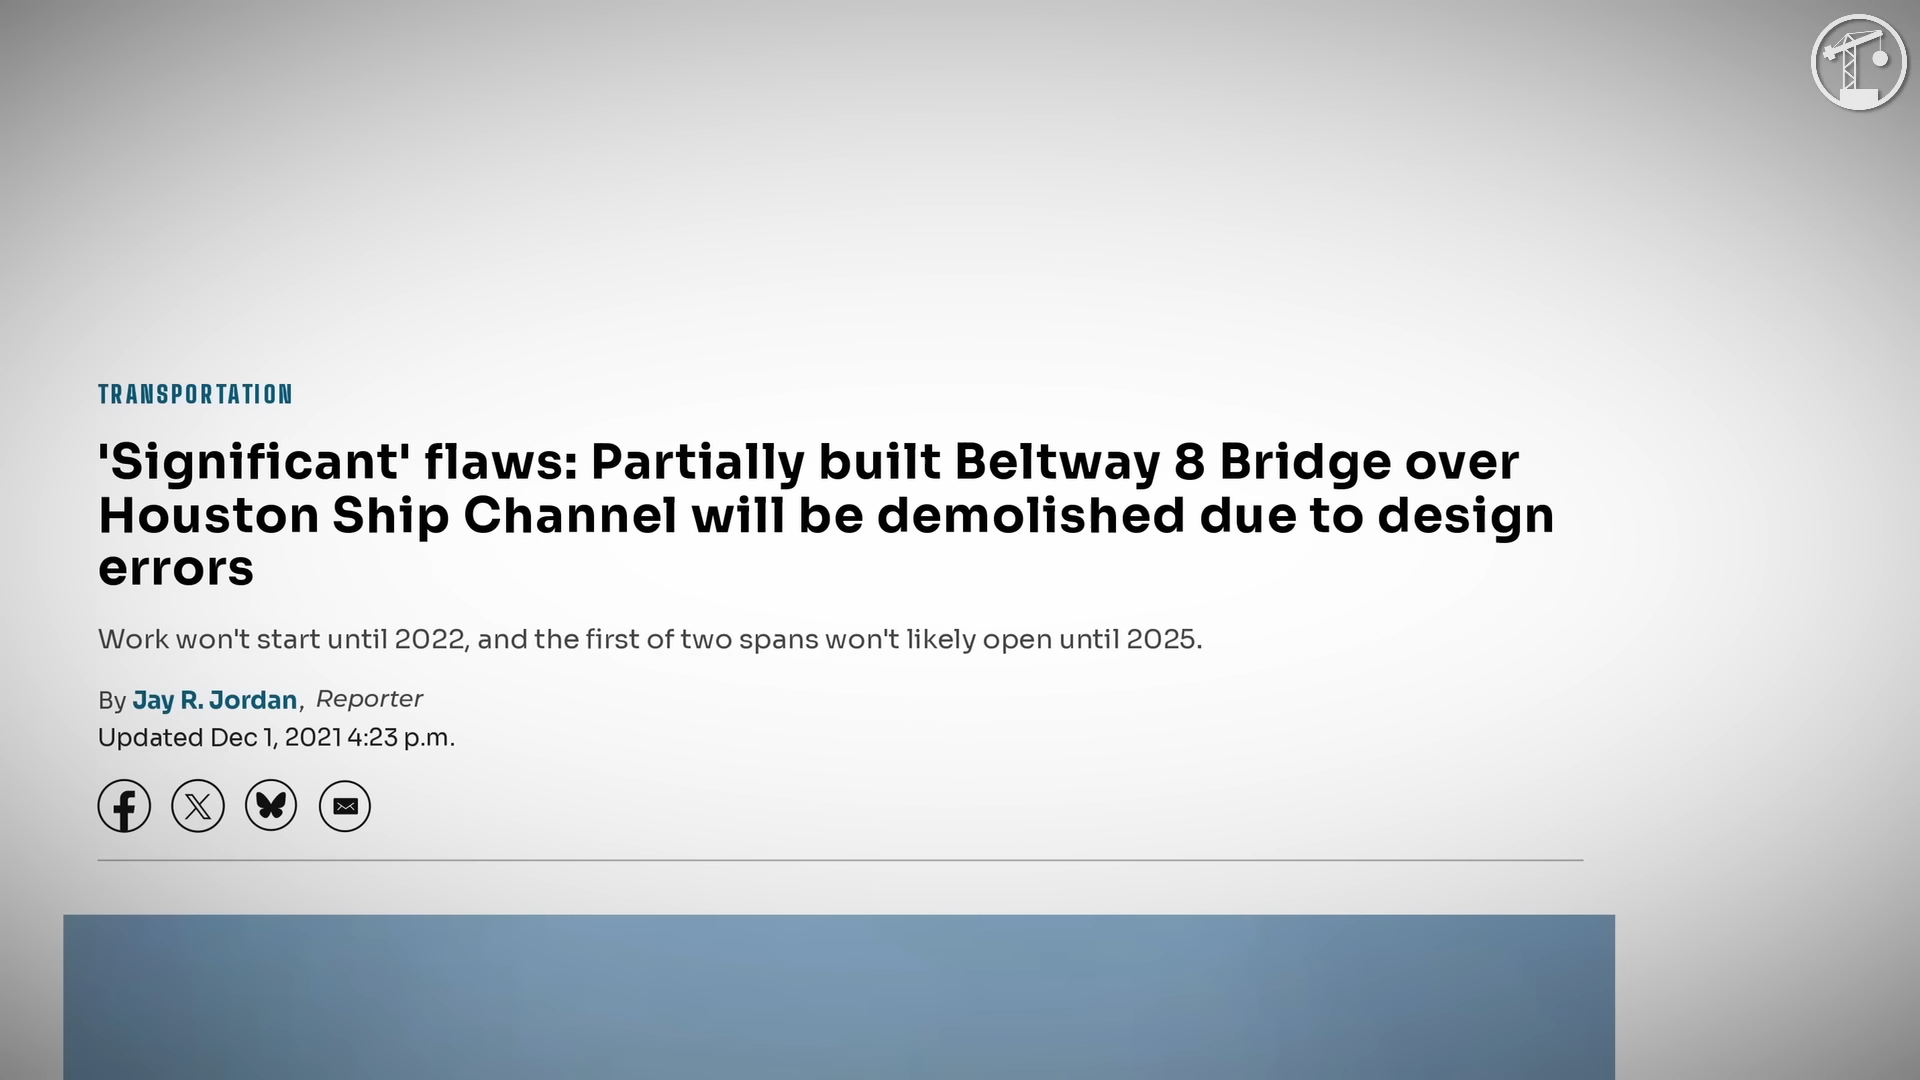 TRANSPORTATION
'Significant' flaws: Partially built Beltway 8 Bridge over
Houston Ship Channel will be demolished due to design
errors
Work won't start until 2022, and the first of two spans won't likely open until 2025.
By Jay R. Jordan, Reporter
Updated Dec 1, 2021 4:23 p.m.